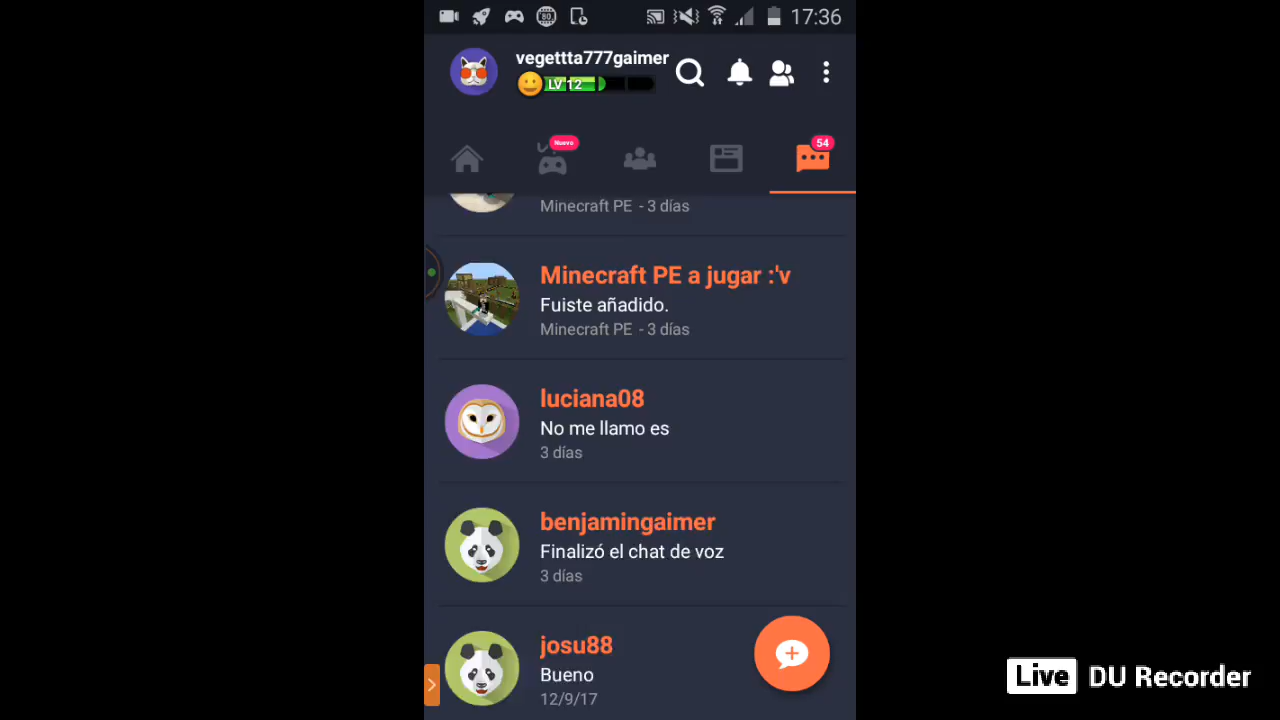 17:36
vegettta777gaimer
LV 12
Nuevo
54
Minecraft PE - 3 días
Minecraft PE a jugar :'v
Fuiste añadido.
Minecraft PE - 3 días
luciana08
No me llamo es
3 días
benjamingaimer
Finalizó el chat de voz
3 días
josu88
Bueno
12/9/17
Live DU Recorder